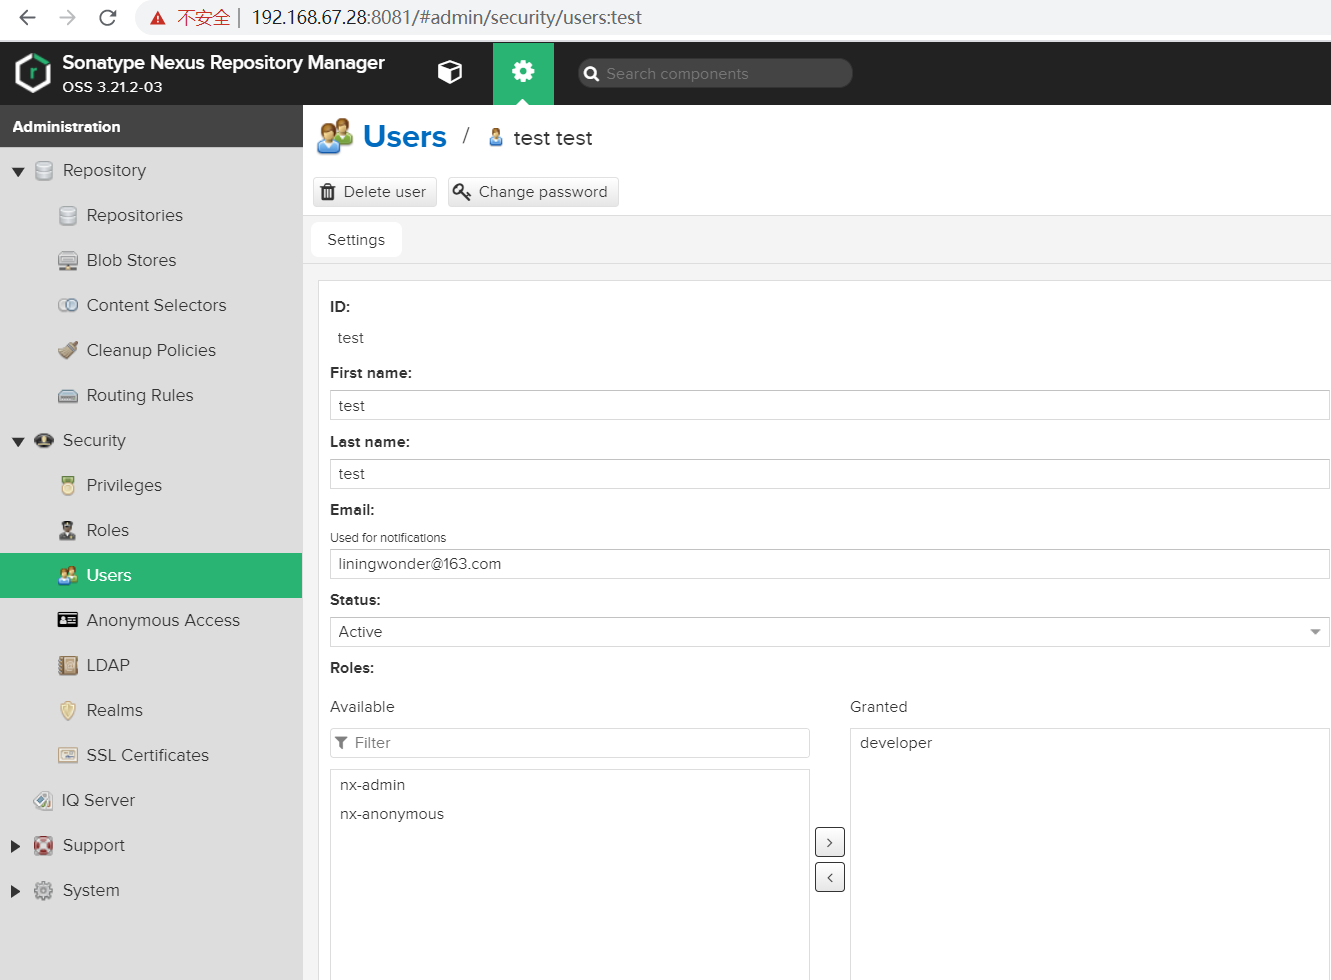 不安全 | 192.168.67.28:8081/#admin/security/users:test
Sonatype Nexus Repository Manager
OSS 3.21.2-03
Search components
Administration
Users / test test
Repository
Delete user
Change password
Repositories
Settings
Blob Stores
Content Selectors
Cleanup Policies
Routing Rules
Security
Privileges
Roles
Users
Anonymous Access
LDAP
Realms
SSL Certificates
IQ Server
Support
System
ID:
test
First name:
test
Last name:
test
Email:
Used for notifications
liningwonder@163.com
Status:
Active
Roles:
Available
Granted
Filter
developer
nx-admin
nx-anonymous